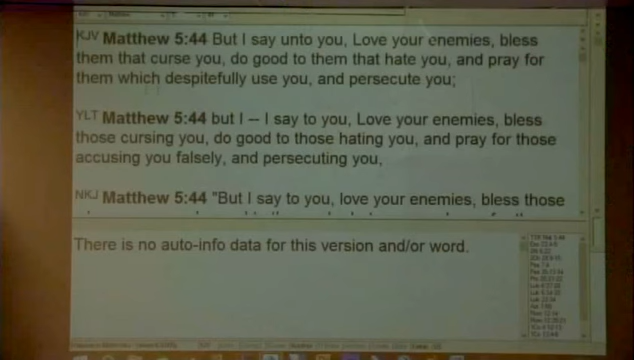 KJV Matthew 5:44 But I say unto you, Love your enemies, bless
them that curse you, do good to them that hate you, and pray for
them which despitefully use you, and persecute you;
YLT Matthew 5:44 but I -- I say to you, Love your enemies, bless
those cursing you, do good to those hating you, and pray for those
accusing you falsely, and persecuting you,
NKJ Matthew 5:44 "But I say to you, love your enemies, bless those
There is no auto-info data for this version and/or word.